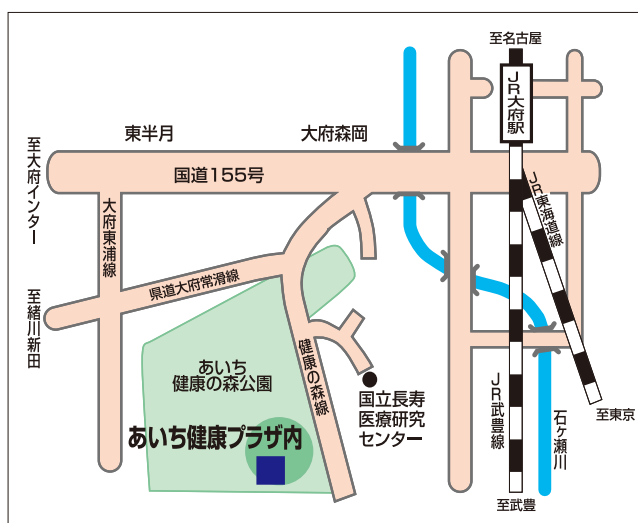 至名古屋
JR大府駅
東半月
大府森岡
至大府インター
国道155号
大府東浦線
JR東海道線
県道大府常滑線
至緒川新田
健康の森線
あいち
健康の森公園
国立長寿
医療研究
センター
JR武豊線
石ヶ瀬川
至東京
あいち健康プラザ内
至武豊